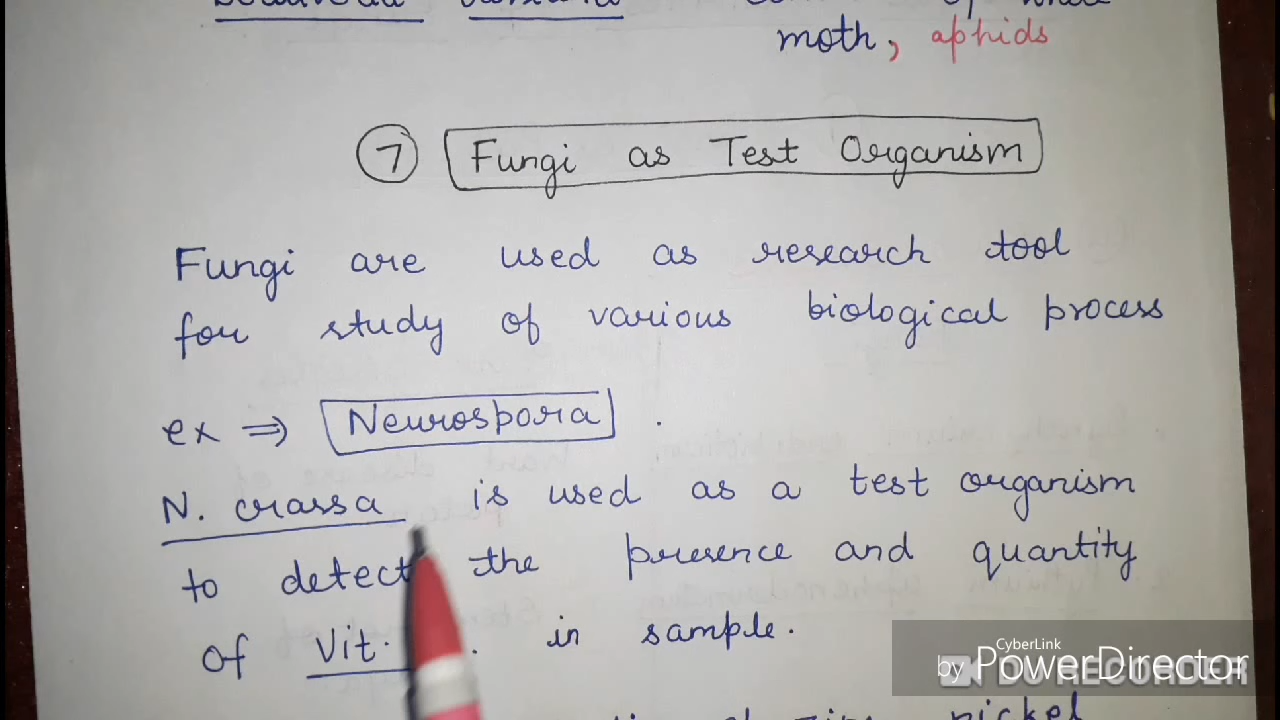 moth, aphids
7 Fungi as Test Organism
Fungi are used as research tool
for study of various biological process
ex ⇒ Neurospora .
N. crassa is used as a test organism
to detect the presence and quantity
of Vit. . in sample.
CyberLink
by PowerDirector
RECORDER
nickel